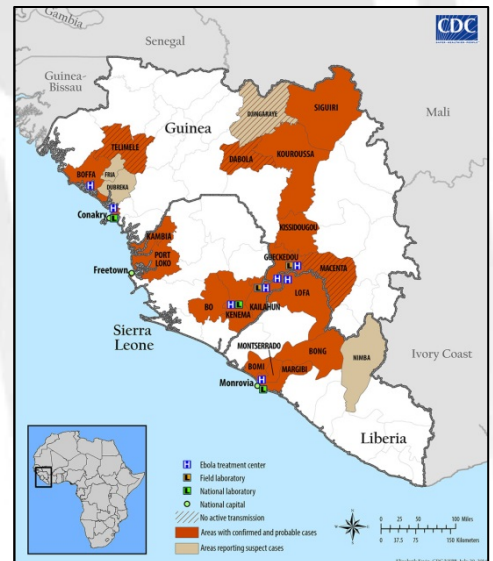 CDC
Gambia
Senegal
Guinea-
Bissau
Mali
Guinea
DINGUIRAYE
SIGUIRI
TELIMELE
BOFFA
FRIA
DUBREKA
DABOLA
KOUROUSSA
Conakry
KISSIDOUGOU
KAMBIA
PORT
LOKO
GUECKEDOU
MACENTA
Freetown
BO
KENEMA
KAILAHUN
LOFA
Sierra
Leone
MONTSERRADO
BONG
BOMI
MARGIBI
NIMBA
Ivory Coast
Monrovia
Liberia
H Ebola treatment center
L Field laboratory
L National laboratory
National capital
No active transmission
Areas with confirmed and probable cases
Areas reporting suspect cases
0 25 50 100 Miles
0 37.5 75 150 Kilometers